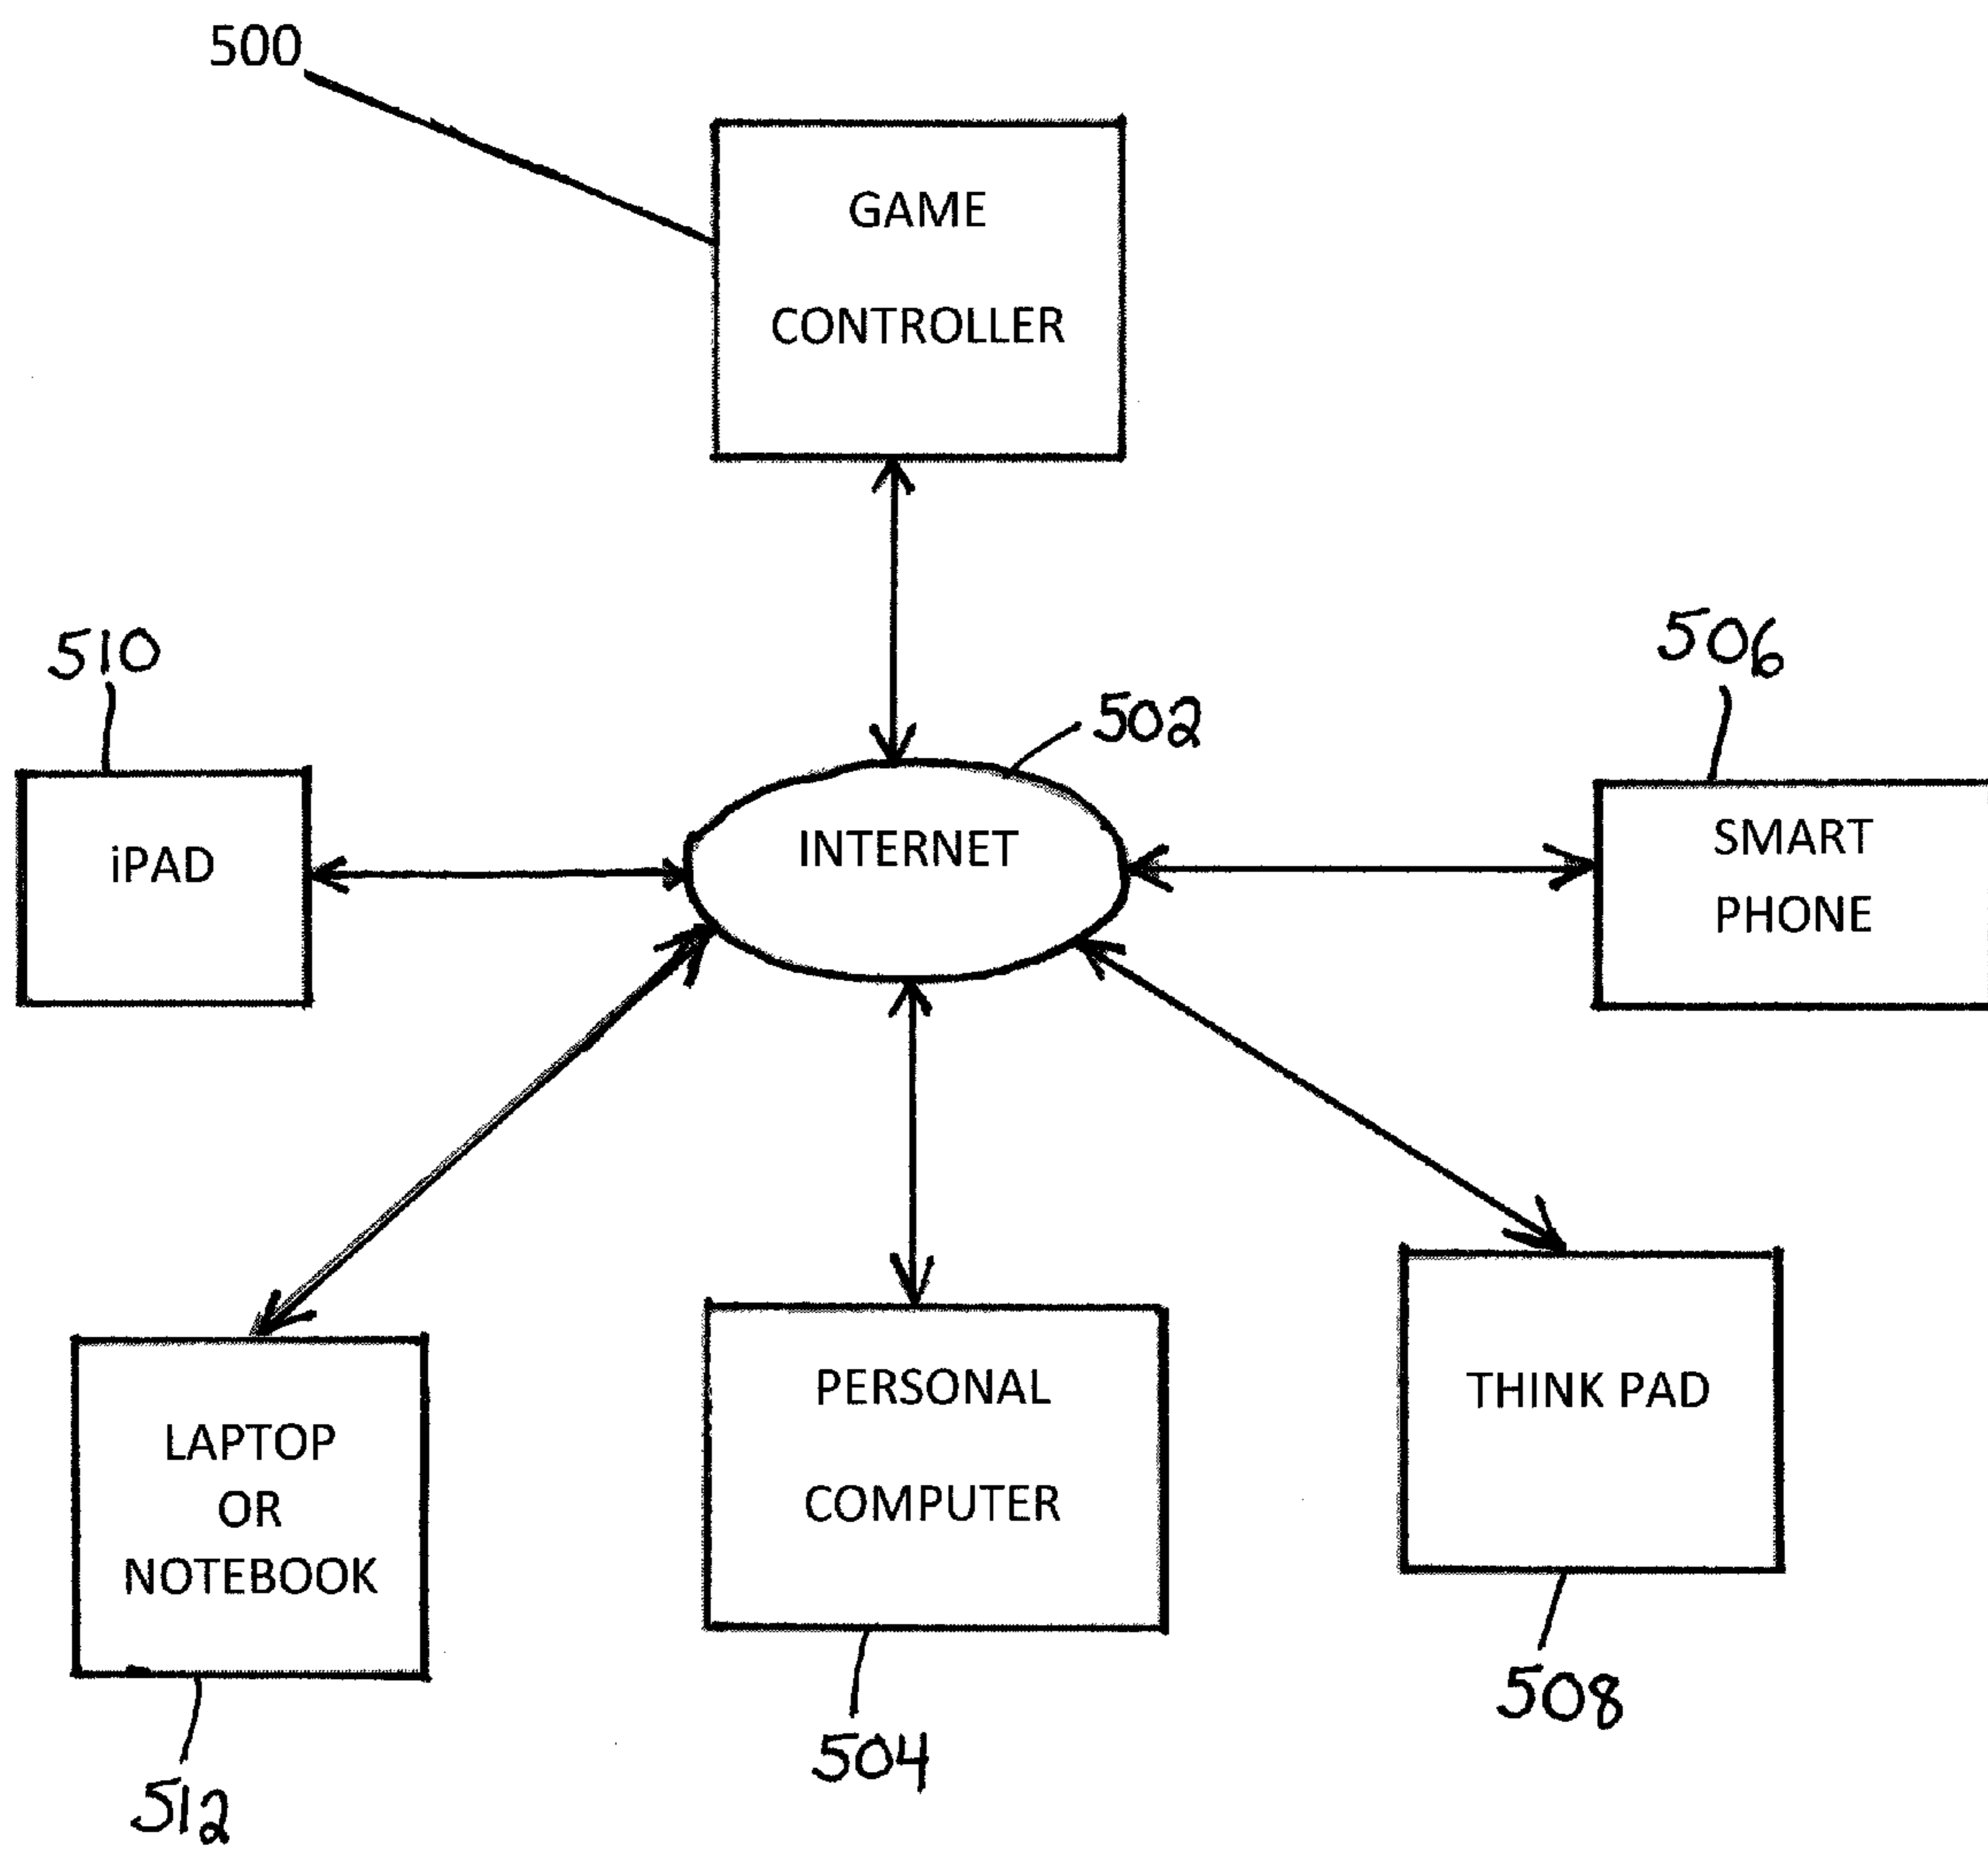 500
GAME
CONTROLLER
510
506
502
iPAD
INTERNET
SMART
PHONE
LAPTOP
OR
NOTEBOOK
PERSONAL
COMPUTER
THINK PAD
512
504
508